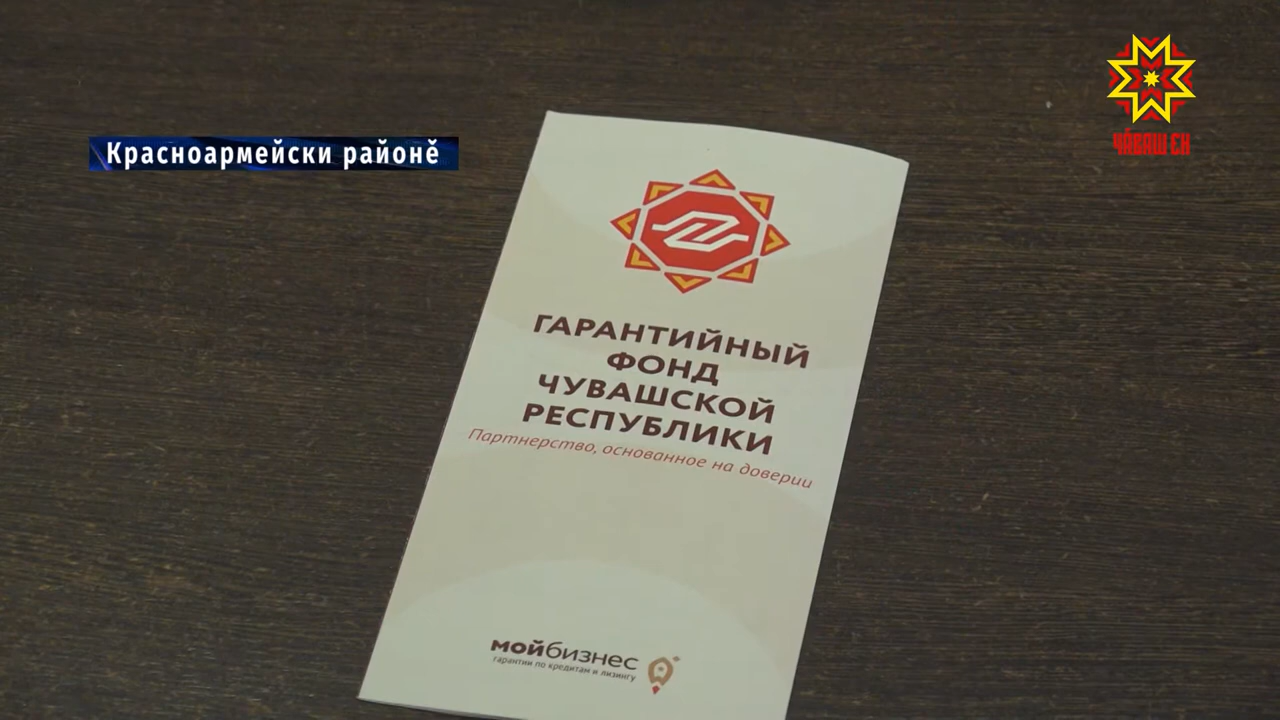 Красноармейски районĕ
ЧĂВАШ ЕН
ГАРАНТИЙНЫЙ
ФОНД
ЧУВАШСКОЙ
РЕСПУБЛИКИ
Партнерство, основанное на доверии
мойбизнес
гарантии по кредитам и лизингу